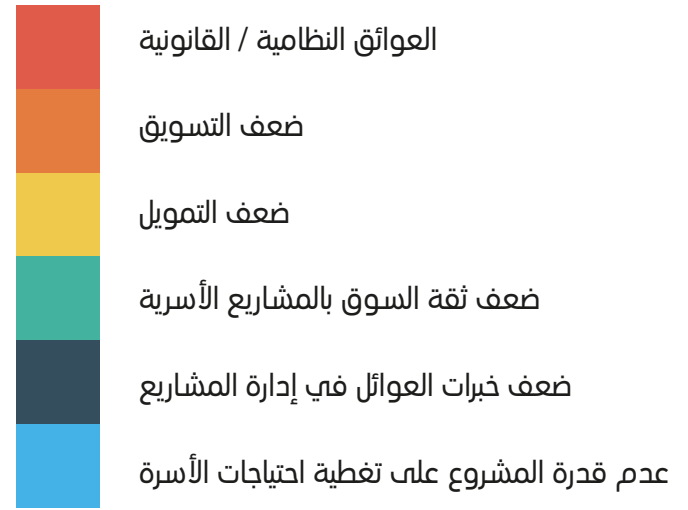 العوائق النظامية / القانونية
ضعف التسويق
ضعف التمويل
ضعف ثقة السوق بالمشاريع الأسرية
ضعف خبرات العوائل في إدارة المشاريع
عدم قدرة المشروع على تغطية احتياجات الأسرة